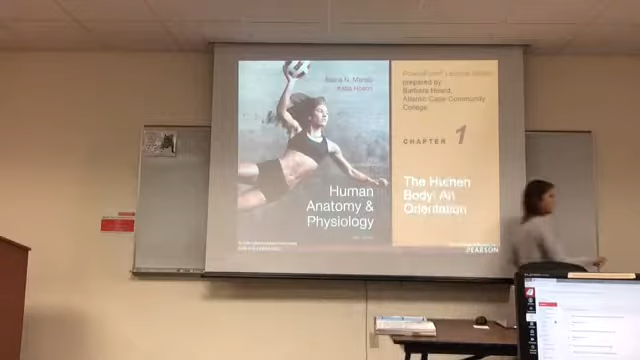 Elaine N. Marieb
Katja Hoehn
Human
Anatomy &
Physiology
PowerPoint® Lecture Slides
prepared by
Barbara Heard,
Atlantic Cape Community
College
CHAPTER 1
The Human
Body: An
Orientation
PEARSON